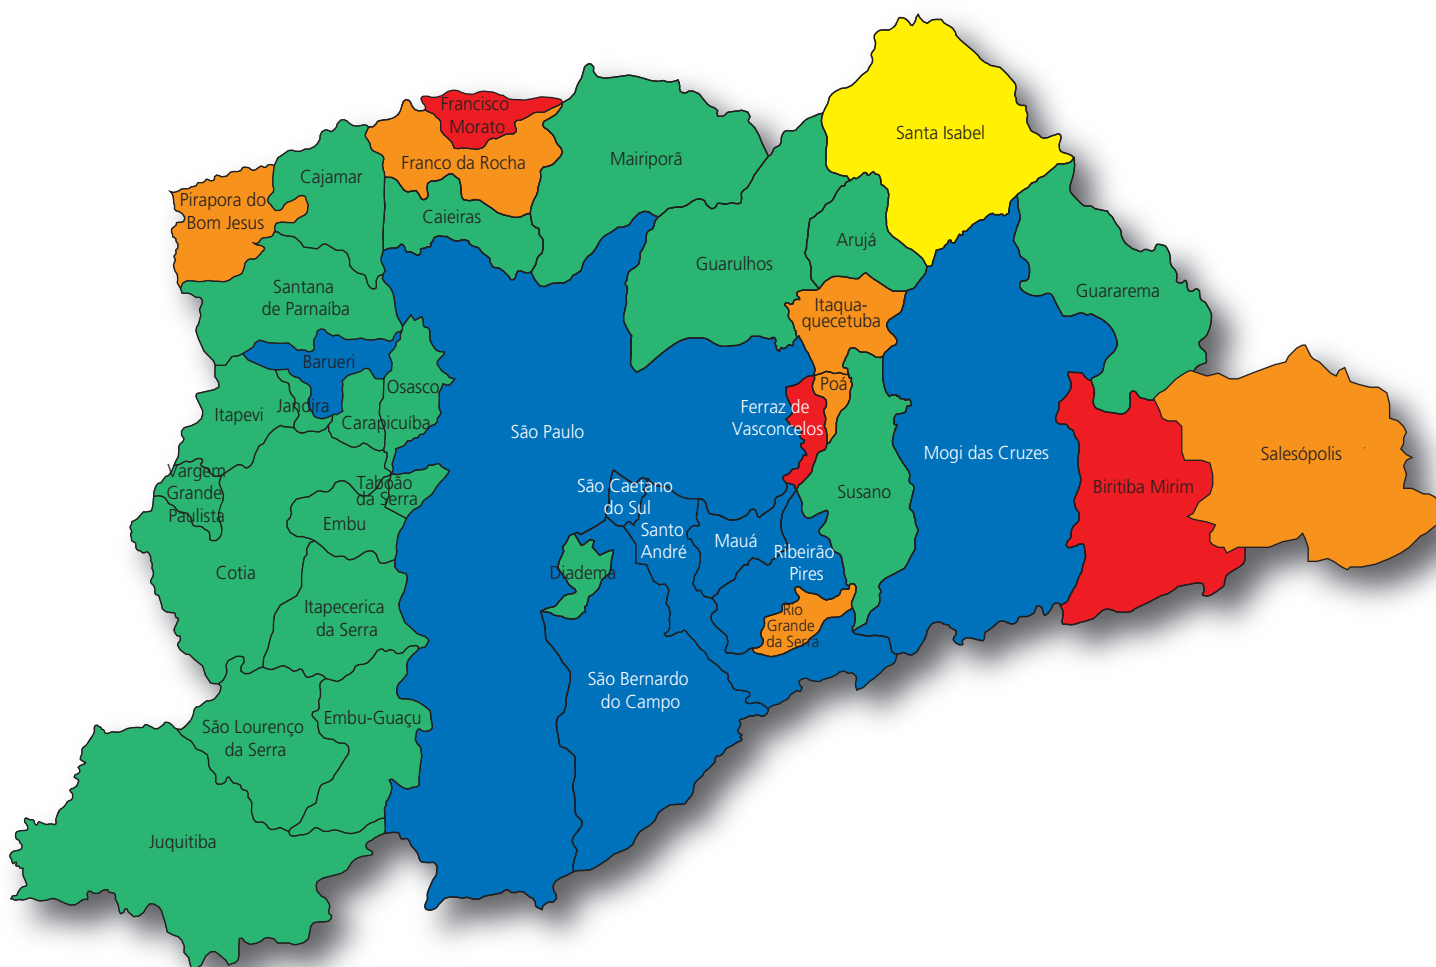 Francisco
Morato
Santa Isabel
Franco da Rocha
Mairiporã
Cajamar
Pirapora do
Bom Jesus
Caieiras
Arujá
Guarulhos
Guararema
Santana
de Parnaíba
Itaqua-
quecetuba
Barueri
Osasco
Poá
Jandira
Itapevi
Carapicuíba
Ferraz de
Vasconcelos
São Paulo
Mogi das Cruzes
Salesópolis
Vargem
Grande
Paulista
Taboão
da Serra
São Caetano
do Sul
Susano
Biritiba Mirim
Embu
Santo
André
Mauá
Ribeirão
Pires
Cotia
Diadema
Itapecerica
da Serra
Rio
Grande
da Serra
São Bernardo
do Campo
Embu-Guaçu
São Lourenço
da Serra
Juquitiba